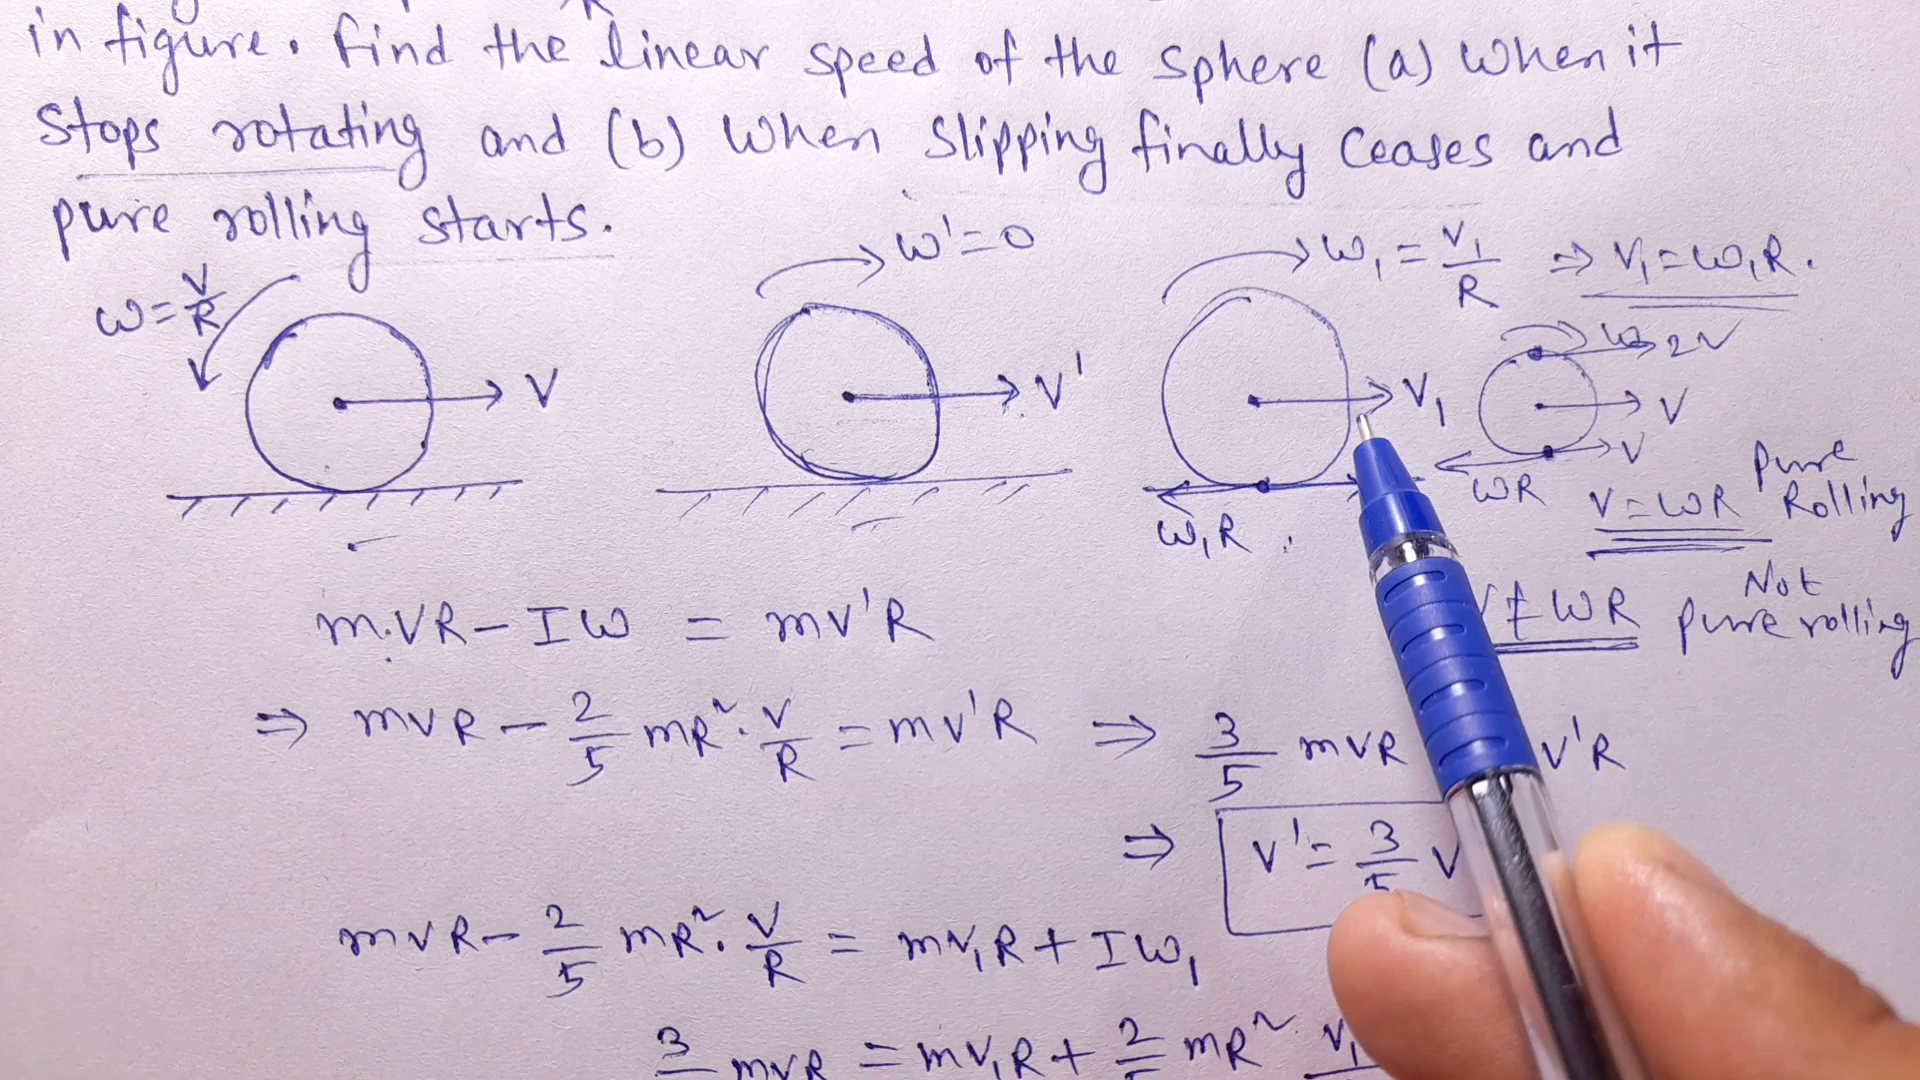 in figure. Find the linear speed of the sphere (a) when it
stops rotating and (b) when slipping finally ceases and
pure rolling starts.
ω = V/R
V
ω' = 0
V'
ω₁ = V₁/R ⇒ V₁ = ω₁R.
V₁
ω₁R
ω 2V
V
V
ωR
V = ωR Pure Rolling
≠ ωR Not pure rolling
mVR - Iω = mV'R
⇒ mVR - 2/5 mR²·V/R = mV'R ⇒ 3/5 mVR V'R
⇒ V' = 3/5 V
mVR - 2/5 mR²·V/R = mV₁R + Iω₁
3 mVR = mV₁R + 2 mR² V₁